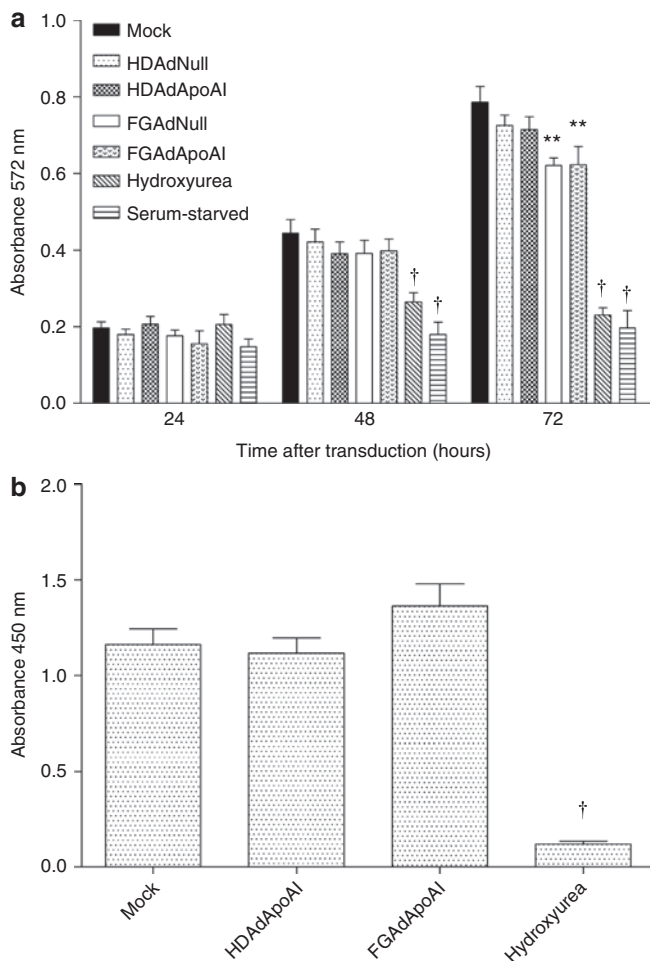 a
Mock
HDAdNull
HDAdApoAI
FGAdNull
FGAdApoAI
Hydroxyurea
Serum-starved
Absorbance 572 nm
1.0
0.8
0.6
0.4
0.2
0.0
† † ** ** † †
24 48 72
Time after transduction (hours)
b
Absorbance 450 nm
2.0
1.5
1.0
0.5
0.0
†
Mock
HDAdApoAI
FGAdApoAI
Hydroxyurea